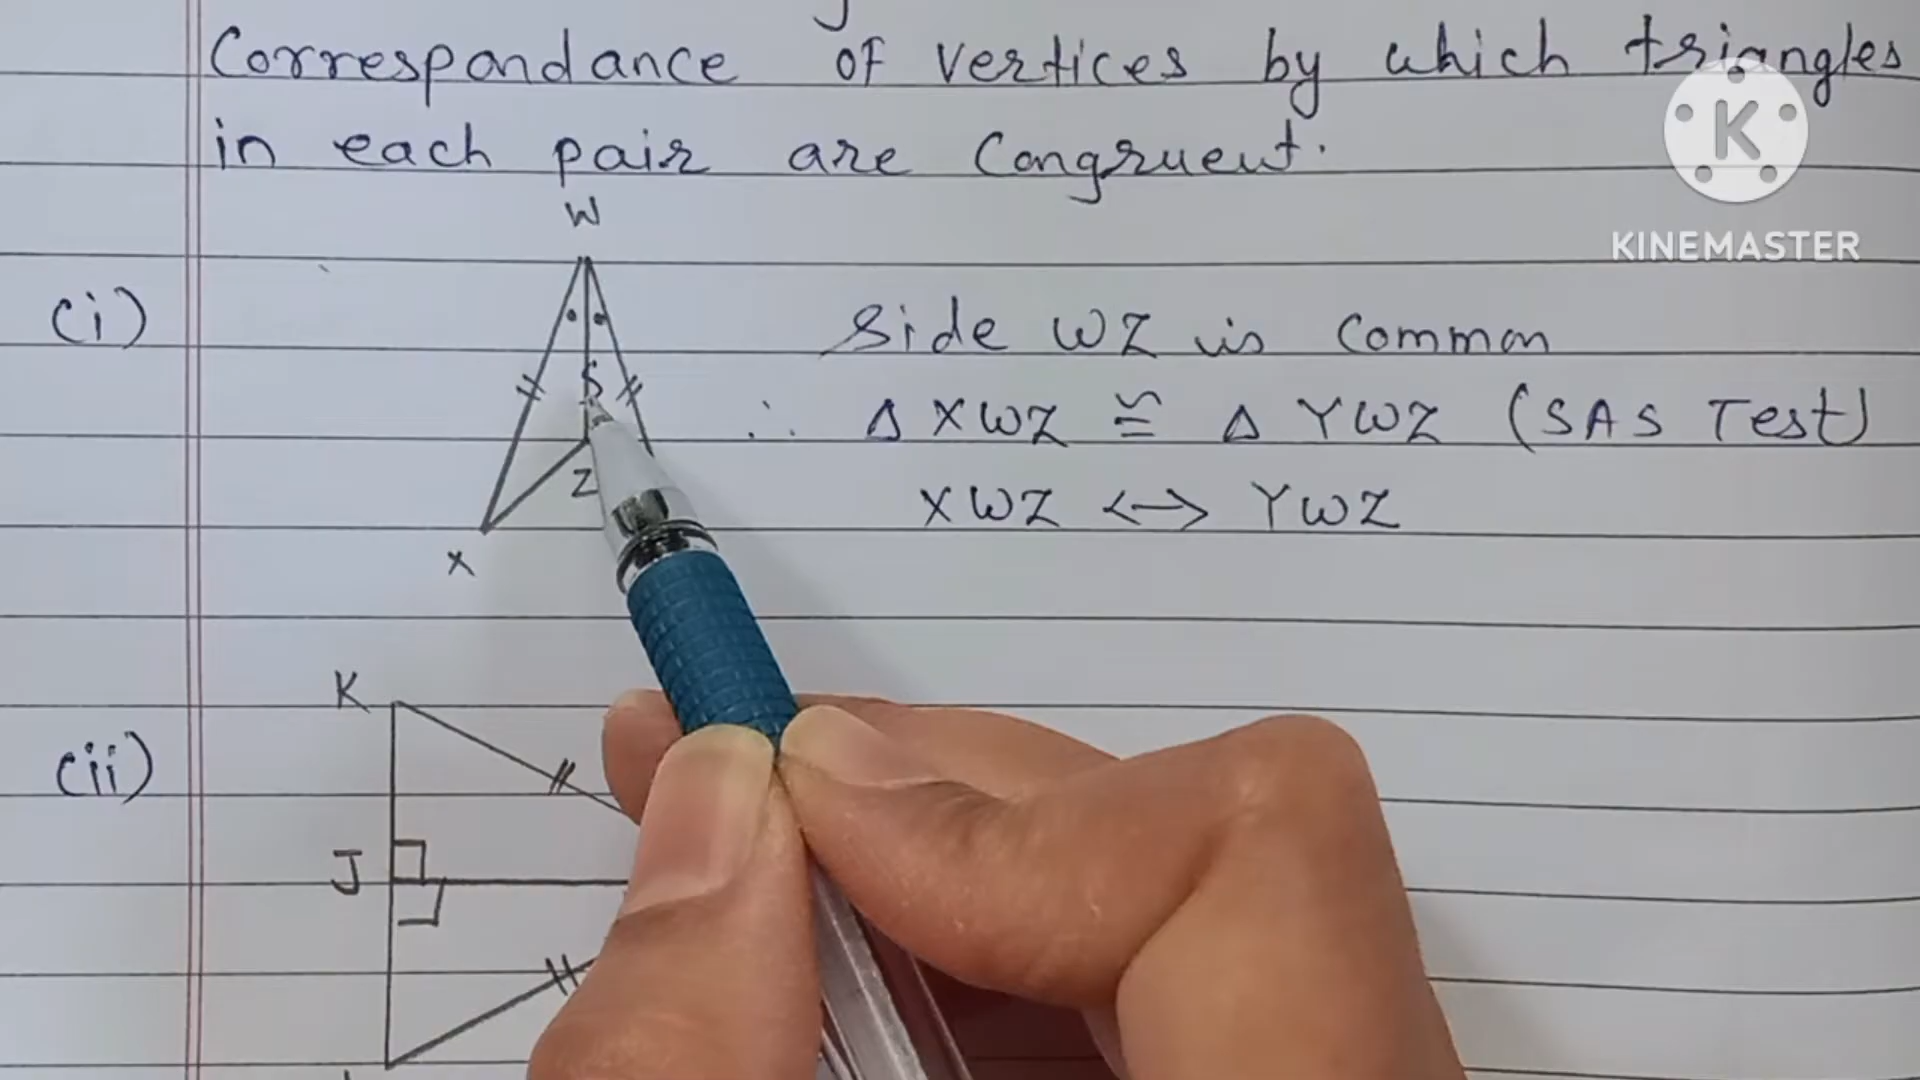 Correspondance of vertices by which triangles
in each pair are Congruent.
K
KINEMASTER
W
(i)
Side WZ is Common
S
∴ Δ XWZ ≅ Δ YWZ (SAS Test)
Z
XWZ <-> YWZ
X
K
(ii)
J